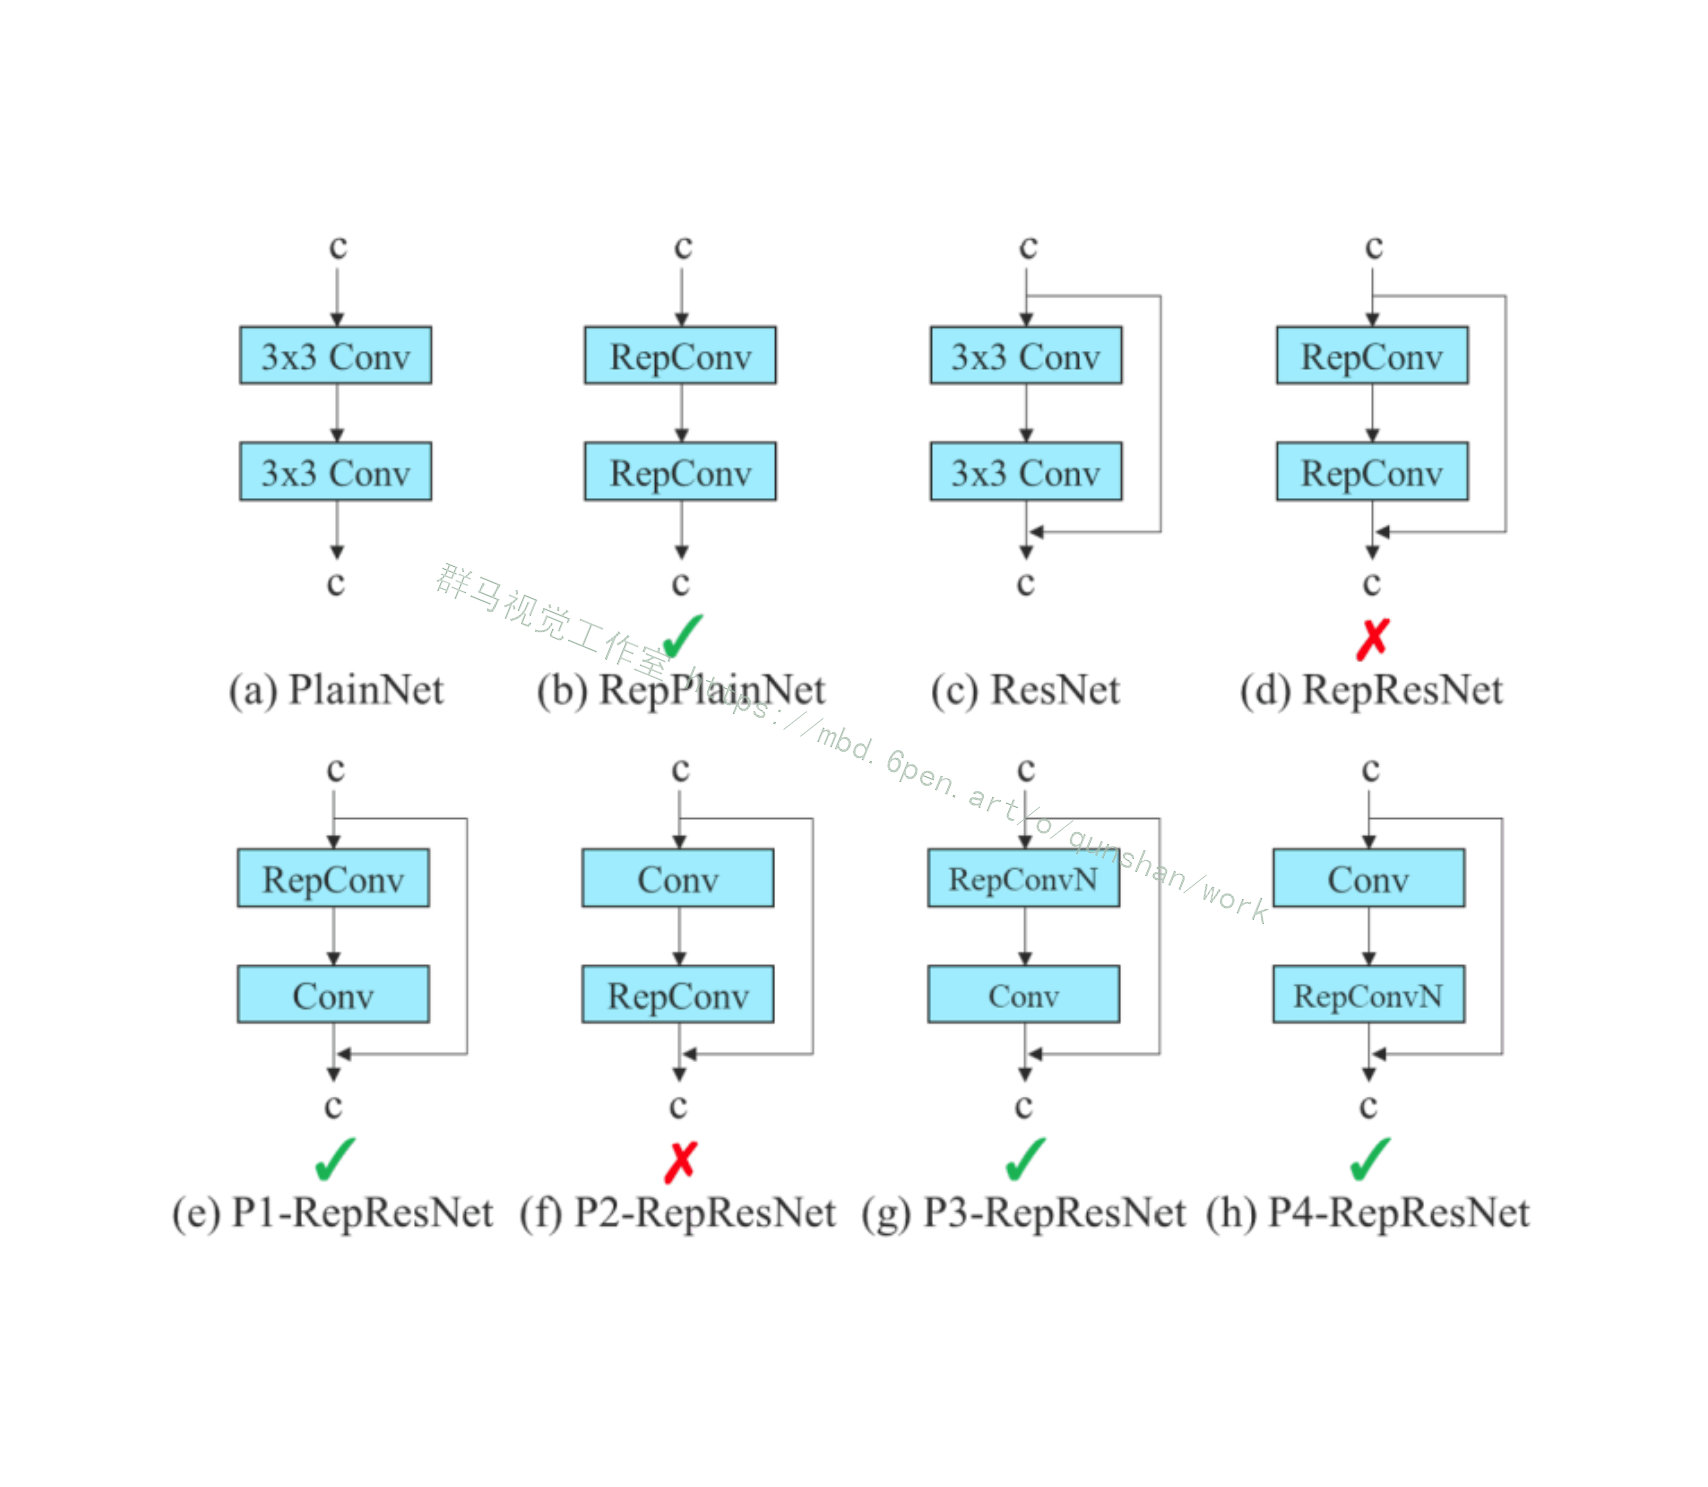 c c c c
3x3 Conv RepConv 3x3 Conv RepConv
3x3 Conv RepConv 3x3 Conv RepConv
c c c c
(a) PlainNet (b) RepPlainNet (c) ResNet (d) RepResNet
群马视觉工作室 https://mbd.6pen.art/o/qunshan/work
c c c c
RepConv Conv RepConvN Conv
Conv RepConv Conv RepConvN
c c c c
(e) P1-RepResNet (f) P2-RepResNet (g) P3-RepResNet (h) P4-RepResNet